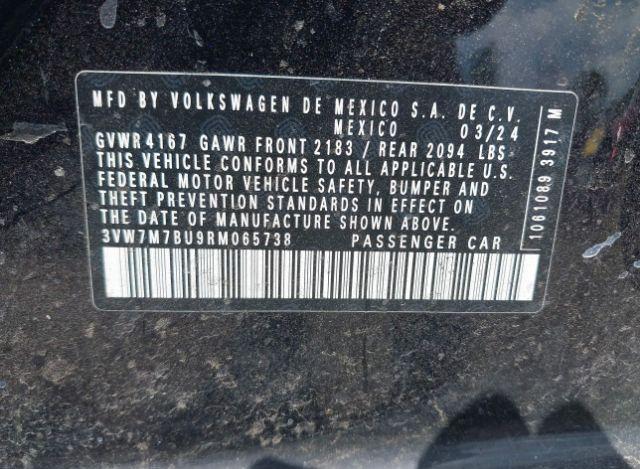 MFD BY VOLKSWAGEN DE MEXICO S.A. DE C.V.
MEXICO 03/24
GVWR 4167 GAWR FRONT 2183 / REAR 2094 LBS
THIS VEHICLE CONFORMS TO ALL APPLICABLE U.S.
FEDERAL MOTOR VEHICLE SAFETY, BUMPER AND
THEFT PREVENTION STANDARDS IN EFFECT ON
THE DATE OF MANUFACTURE SHOWN ABOVE.
3VW7M7BU9RM065738 PASSENGER CAR
1061089 3917 M